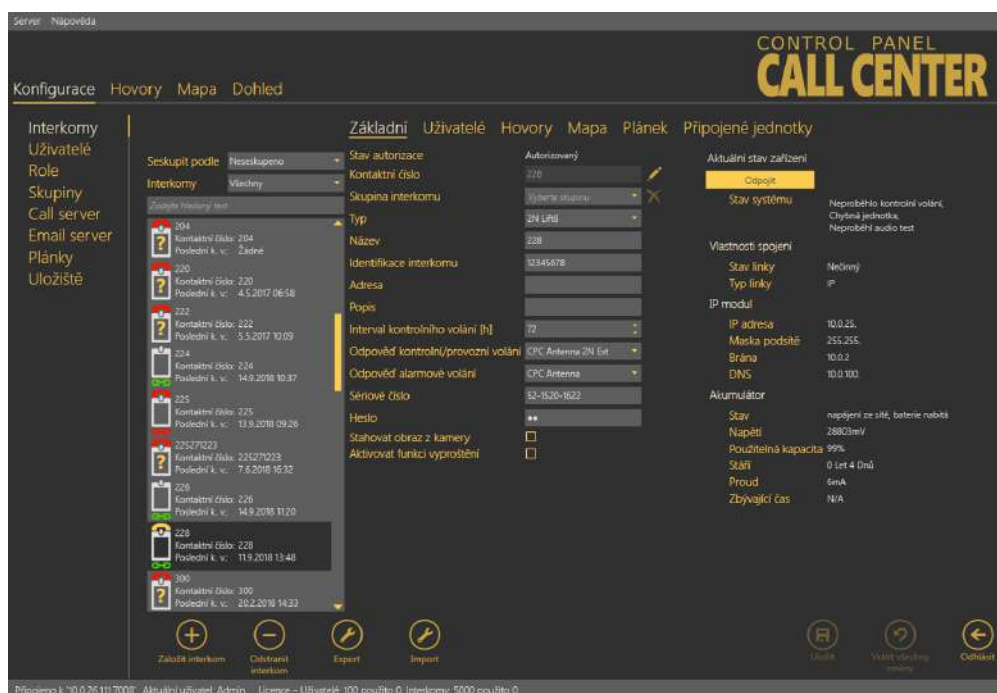 Server Nápověda
CONTROL PANEL
CALL CENTER
Konfigurace Hovory Mapa Dohled
Interkomy
Uživatelé
Role
Skupiny
Call server
Email server
Plánky
Uložiště
Seskupit podle Neseskupeno
Interkomy Všechny
Zadejte hledaný text
204
Kontaktní číslo: 204
Poslední k. v.: Žádné
220
Kontaktní číslo: 220
Poslední k. v.: 4.5.2017 06:58
222
Kontaktní číslo: 222
Poslední k. v.: 5.5.2017 10:09
224
Kontaktní číslo: 224
Poslední k. v.: 14.9.2018 10:37
225
Kontaktní číslo: 225
Poslední k. v.: 13.9.2018 09:26
225271223
Kontaktní číslo: 225271223
Poslední k. v.: 7.6.2018 16:32
226
Kontaktní číslo: 226
Poslední k. v.: 14.9.2018 11:20
228
Kontaktní číslo: 228
Poslední k. v.: 11.9.2018 13:48
300
Kontaktní číslo: 300
Poslední k. v.: 20.2.2018 14:33
Základní Uživatelé Hovory Mapa Plánek Připojené jednotky
Stav autorizace Autorizovaný
Kontaktní číslo 228
Skupina interkomu Vyberte skupinu
Typ 2N Lift8
Název 228
Identifikace interkomu 12345678
Adresa
Popis
Interval kontrolního volání [h] 72
Odpověď kontrolní/provozní volání CPC Antenna 2N Ext
Odpověď alarmové volání CPC Antenna
Sériové číslo 52-1520-1622
Heslo ●●
Stahovat obraz z kamery
Aktivovat funkci vyproštění
Aktuální stav zařízení
Odpojit
Stav systému Neproběhlo kontrolní volání,
Chybná jednotka,
Neproběhl audio test
Vlastnosti spojení
Stav linky Nečinný
Typ linky IP
IP modul
IP adresa 10.0.25.
Maska podsítě 255.255.
Brána 10.0.2
DNS 10.0.100.
Akumulátor
Stav napájení ze sítě, baterie nabitá
Napětí 28803mV
Použitelná kapacita 99%
Stáří 0 Let 4 Dnů
Proud 6mA
Zbývající čas N/A
Založit interkom
Odstranit
interkom
Export
Import
Uložit
Vrátit všechny
změny
Odhlásit
Připojeno k '10.0.26.111:7008' Aktuální uživatel: Admin Licence - Uživatelé: 100 použito 0, Interkomy: 5000 použito 0